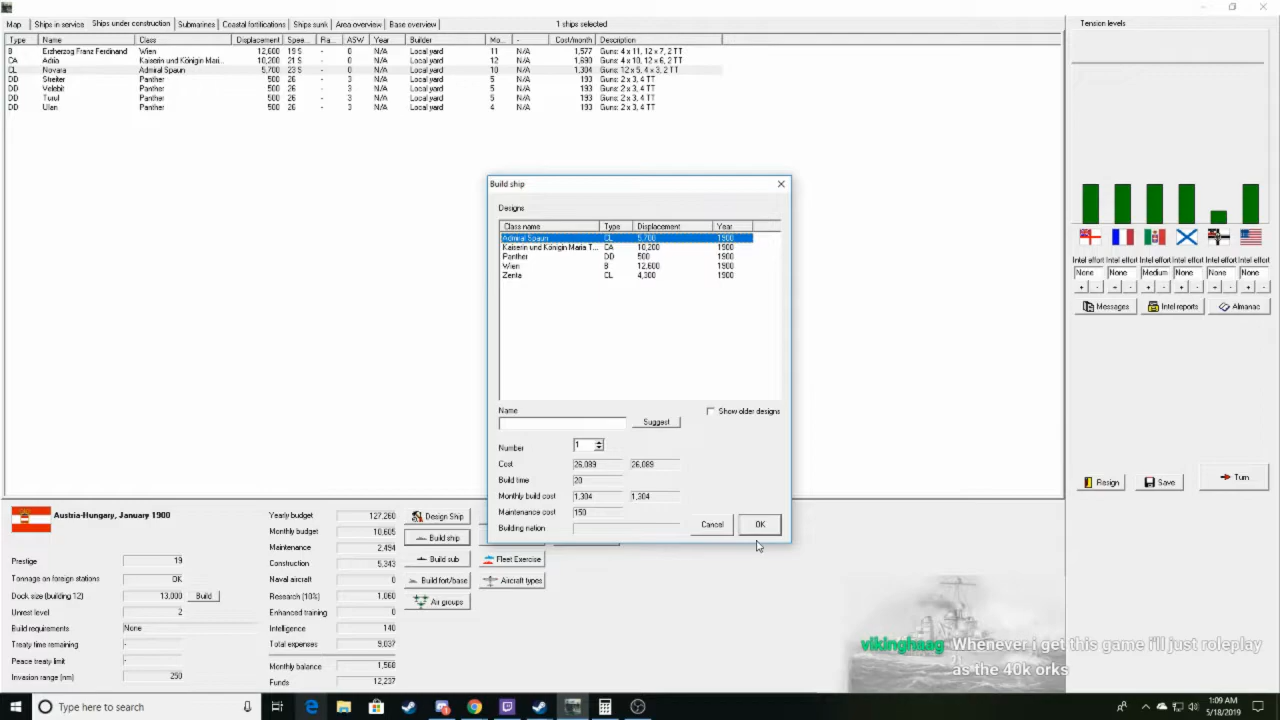 Map Ships in service Ships under construction Submarines Coastal fortifications Ships sunk Area overview Base overview 1 ships selected Tension levels
Type Name Class Displacement Spee... Ra... ASW Year Builder Mo... - Cost/month Description
B Erzherzog Franz Ferdinand Wien 12,600 19 S - 0 N/A Local yard 11 N/A 1,577 Guns: 4 x 11, 12 x 7, 2 TT
CA Adria Kaiserin und Königin Mari... 10,200 21 S - 0 N/A Local yard 12 N/A 1,690 Guns: 4 x 10, 12 x 6, 2 TT
CL Novara Admiral Spaun 5,700 23 S - 0 N/A Local yard 10 N/A 1,304 Guns: 12 x 5, 4 x 3, 2 TT
DD Streiter Panther 500 26 - 3 N/A Local yard 5 N/A 193 Guns: 2 x 3, 4 TT
DD Velebit Panther 500 26 - 3 N/A Local yard 5 N/A 193 Guns: 2 x 3, 4 TT
DD Turul Panther 500 26 - 3 N/A Local yard 5 N/A 193 Guns: 2 x 3, 4 TT
DD Ulan Panther 500 26 - 3 N/A Local yard 4 N/A 193 Guns: 2 x 3, 4 TT
Build ship
Designs
Class name Type Displacement Year
Admiral Spaun CL 5,700 1900
Kaiserin und Königin Maria T... CA 10,200 1900
Panther DD 500 1900
Wien B 12,600 1900
Zenta CL 4,300 1900
Name Show older designs
Suggest
Number 1
Cost 26,089 26,089
Build time 20
Monthly build cost 1,304 1,304
Maintenance cost 150
Building nation
Cancel OK
Intel effort Intel effort Intel effort Intel effort Intel effort Intel effort
None None Medium None None None
+ - + - + - + - + - + -
Messages Intel reports Almanac
Resign Save Turn
Austria-Hungary, January 1900
Prestige 19
Tonnage on foreign stations OK
Dock size (building 12) 13,000 Build
Unrest level 2
Build requirements None
Treaty time remaining -
Peace treaty limit -
Invasion range (nm) 250
Yearly budget 127,260
Monthly budget 10,605
Maintenance 2,494
Construction 5,343
Naval aircraft 0
Research (10%) 1,060
Enhanced training 0
Intelligence 140
Total expenses 9,037
Monthly balance 1,568
Funds 12,237
Design Ship
Build ship
Build sub Fleet Exercise
Build fort/base Aircraft types
Air groups
vikinghaag Whenever i get this game i'll just roleplay
as the 40k orks
Type here to search
1:09 AM
5/18/2019